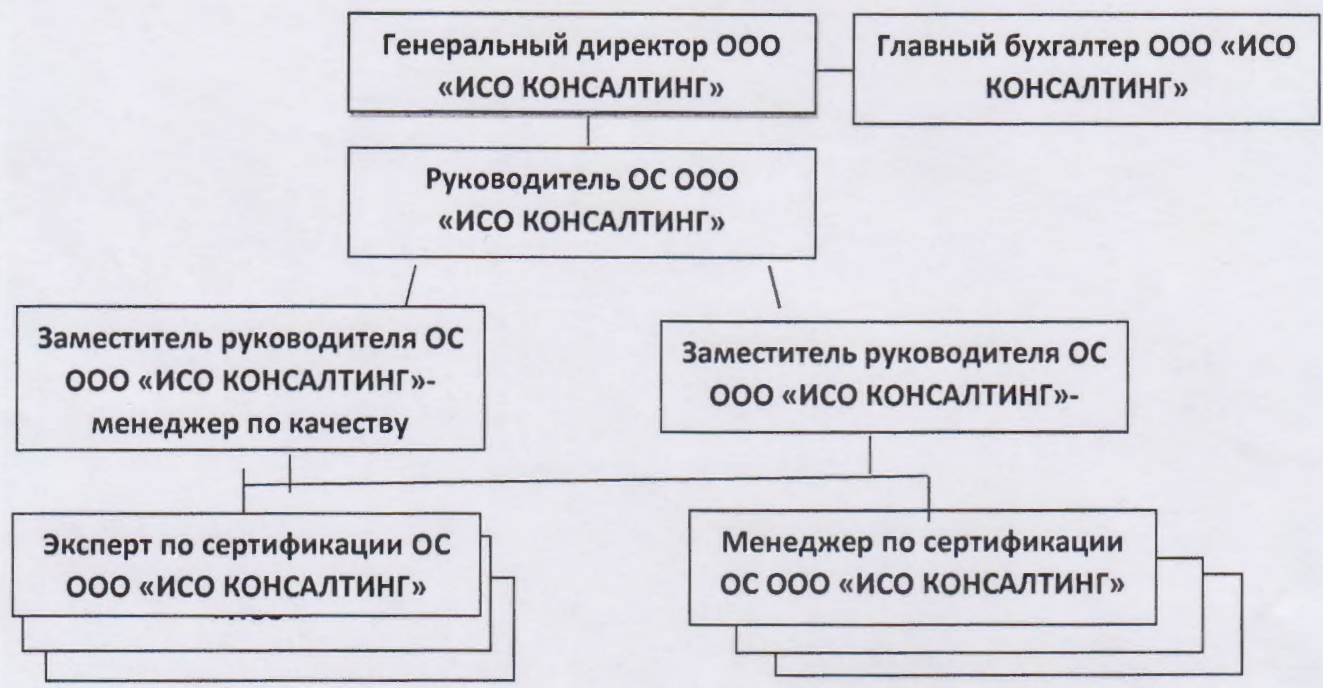 Генеральный директор ООО
«ИСО КОНСАЛТИНГ»
Главный бухгалтер ООО «ИСО
КОНСАЛТИНГ»
Руководитель ОС ООО
«ИСО КОНСАЛТИНГ»
Заместитель руководителя ОС
ООО «ИСО КОНСАЛТИНГ»-
менеджер по качеству
Заместитель руководителя ОС
ООО «ИСО КОНСАЛТИНГ»-
Эксперт по сертификации ОС
ООО «ИСО КОНСАЛТИНГ»
Менеджер по сертификации
ОС ООО «ИСО КОНСАЛТИНГ»